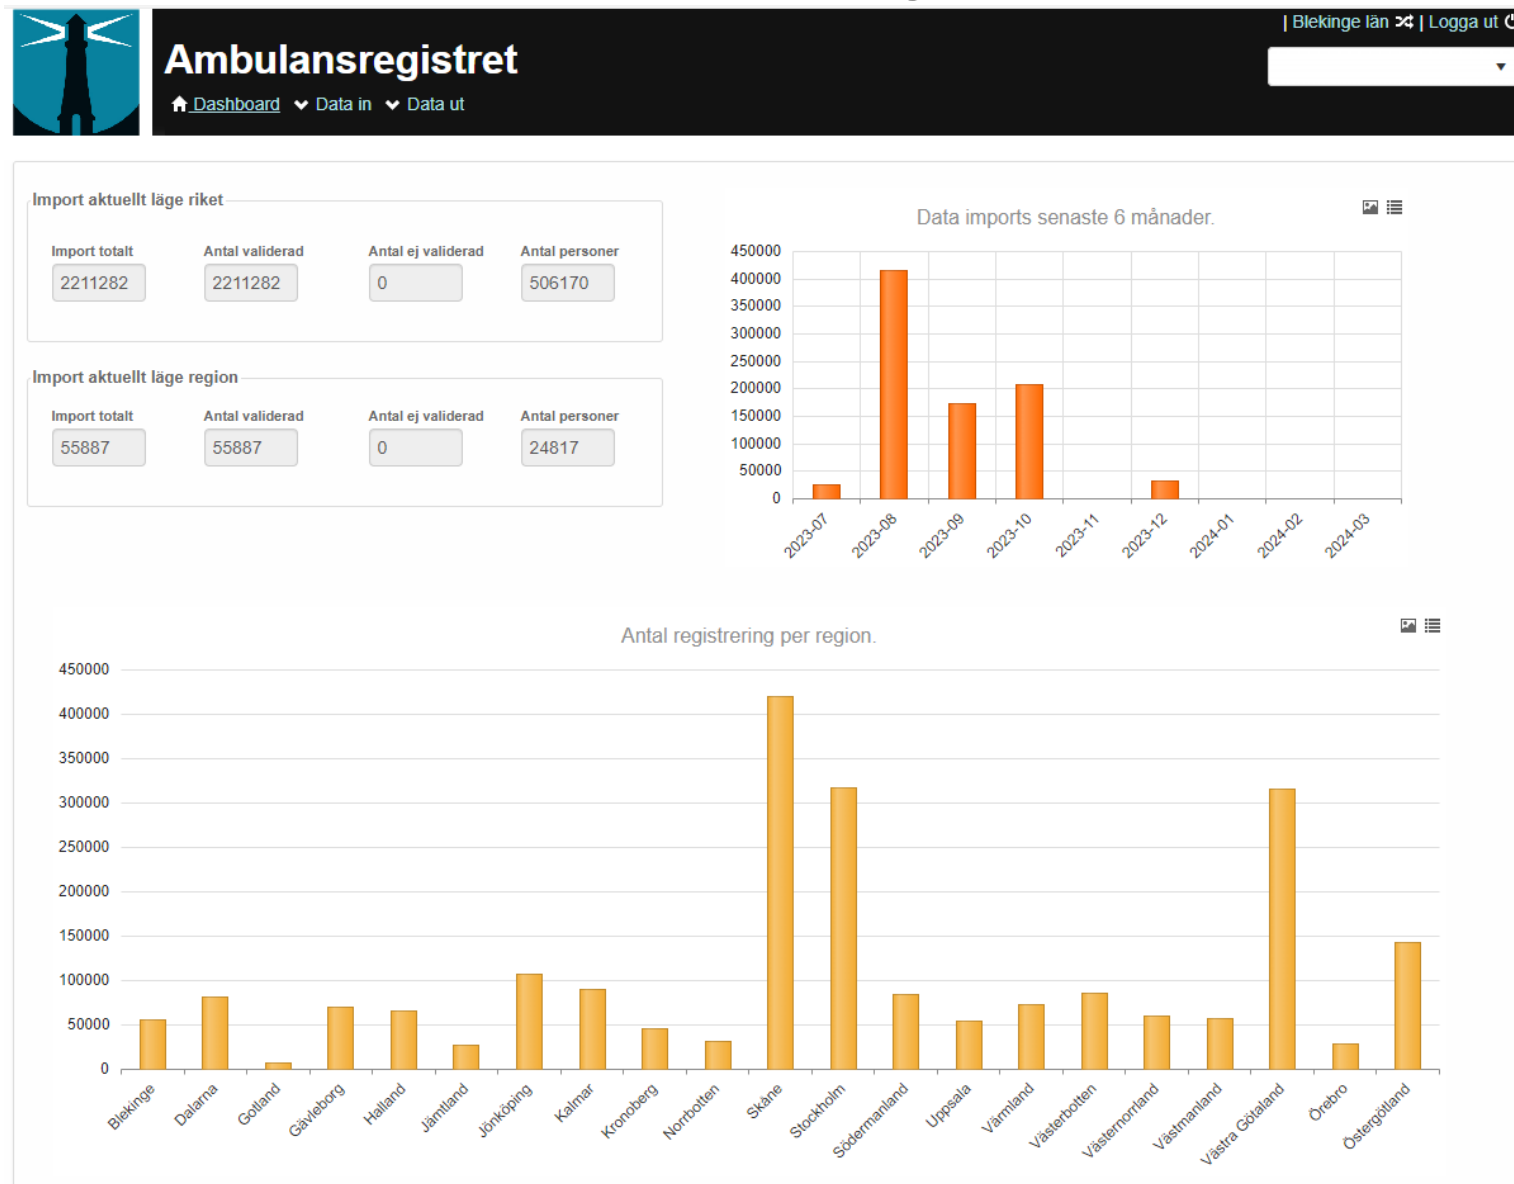 | Blekinge län | Logga ut
Ambulansregistret
Dashboard Data in Data ut
Import aktuellt läge riket
Import totalt Antal validerad Antal ej validerad Antal personer
2211282 2211282 0 506170
Import aktuellt läge region
Import totalt Antal validerad Antal ej validerad Antal personer
55887 55887 0 24817
Data imports senaste 6 månader.
450000
400000
350000
300000
250000
200000
150000
100000
50000
0
2023-07 2023-08 2023-09 2023-10 2023-11 2023-12 2024-01 2024-02 2024-03
Antal registrering per region.
450000
400000
350000
300000
250000
200000
150000
100000
50000
0
Blekinge Dalarna Gotland Gävleborg Halland Jämtland Jönköping Kalmar Kronoberg Norrbotten Skåne Stockholm Södermanland Uppsala Värmland Västerbotten Västernorrland Västmanland Västra Götaland Örebro Östergötland